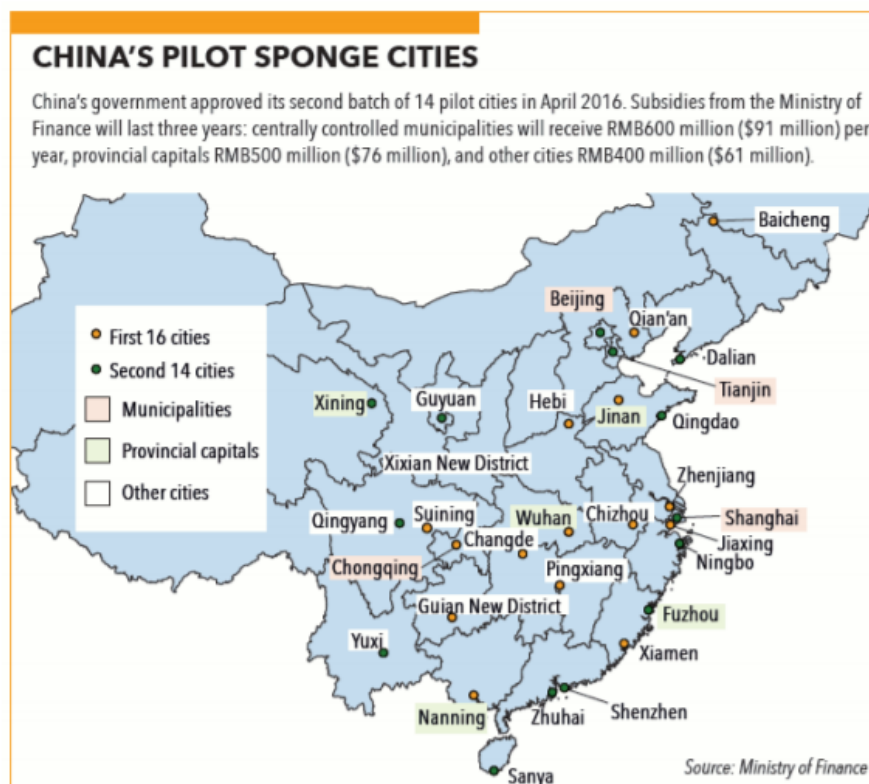 CHINA'S PILOT SPONGE CITIES
China's government approved its second batch of 14 pilot cities in April 2016. Subsidies from the Ministry of
Finance will last three years: centrally controlled municipalities will receive RMB600 million ($91 million) per
year, provincial capitals RMB500 million ($76 million), and other cities RMB400 million ($61 million).
Baicheng
Beijing
Qian'an
First 16 cities
Second 14 cities
Municipalities
Provincial capitals
Other cities
Dalian
Tianjin
Xining
Guyuan
Hebi
Jinan
Qingdao
Xixian New District
Zhenjiang
Qingyang
Suining
Wuhan
Chizhou
Shanghai
Changde
Jiaxing
Chongqing
Ningbo
Pingxiang
Guian New District
Fuzhou
Yuxi
Xiamen
Nanning
Zhuhai
Shenzhen
Sanya
Source: Ministry of Finance